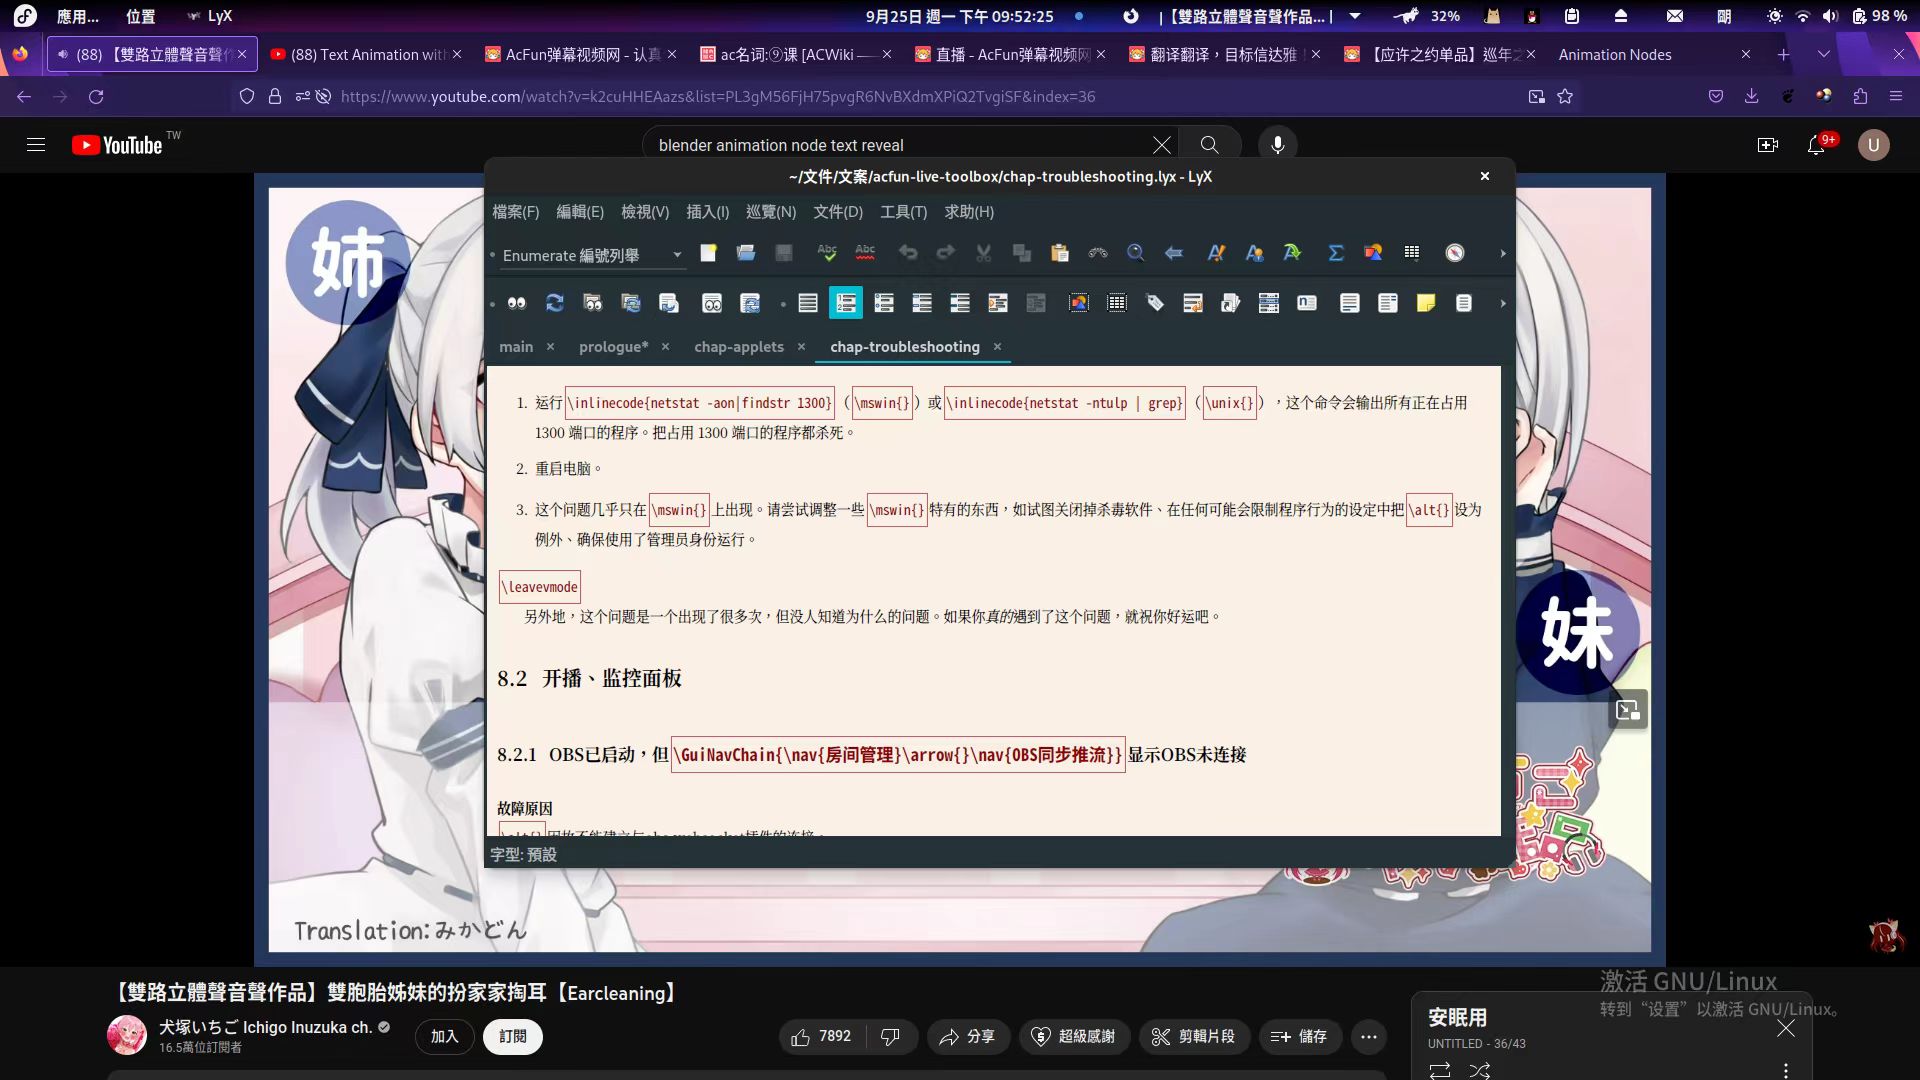 應用... 位置 LyX 9月25日 週一 下午 09:52:25 |【雙路立體聲音聲作品...| 32% 98 %
(88) 【雙路立體聲音聲作 (88) Text Animation with AcFun弹幕视频网 - 认真 ac名词:⑨课 [ACWiki — 直播 - AcFun弹幕视频网 翻译翻译，目标信达雅！ 【应许之约单品】巡年之 Animation Nodes
https://www.youtube.com/watch?v=k2cuHHEAazs&list=PL3gM56FjH75pvgR6NvBXdmXPiQ2TvgiSF&index=36
YouTube TW
blender animation node text reveal
9+
U
~/文件/文案/acfun-live-toolbox/chap-troubleshooting.lyx - LyX
檔案(F) 編輯(E) 檢視(V) 插入(I) 巡覽(N) 文件(D) 工具(T) 求助(H)
Enumerate 編號列舉
main prologue* chap-applets chap-troubleshooting
1. 运行 \inlinecode{netstat -aon|findstr 1300} （\mswin{}）或 \inlinecode{netstat -ntulp | grep} （\unix{}），这个命令会输出所有正在占用
1300 端口的程序。把占用 1300 端口的程序都杀死。
2. 重启电脑。
3. 这个问题几乎只在 \mswin{} 上出现。请尝试调整一些 \mswin{} 特有的东西，如试图关闭掉杀毒软件、在任何可能会限制程序行为的设定中把 \alt{} 设为
例外、确保使用了管理员身份运行。
\leavevmode
另外地，这个问题是一个出现了很多次，但没人知道为什么的问题。如果你真的遇到了这个问题，就祝你好运吧。
8.2 开播、监控面板
8.2.1 OBS已启动，但 \GuiNavChain{\nav{房间管理}\arrow{}\nav{OBS同步推流}} 显示OBS未连接
故障原因
字型: 預設
姉
妹
Translation:みかどん
激活 GNU/Linux
转到“设置”以激活 GNU/Linux。
【雙路立體聲音聲作品】雙胞胎姊妹的扮家家掏耳【Earcleaning】
犬塚いちご Ichigo Inuzuka ch.
16.5萬位訂閱者
加入 訂閱 7892 分享 超級感謝 剪輯片段 儲存
安眠用
UNTITLED - 36/43